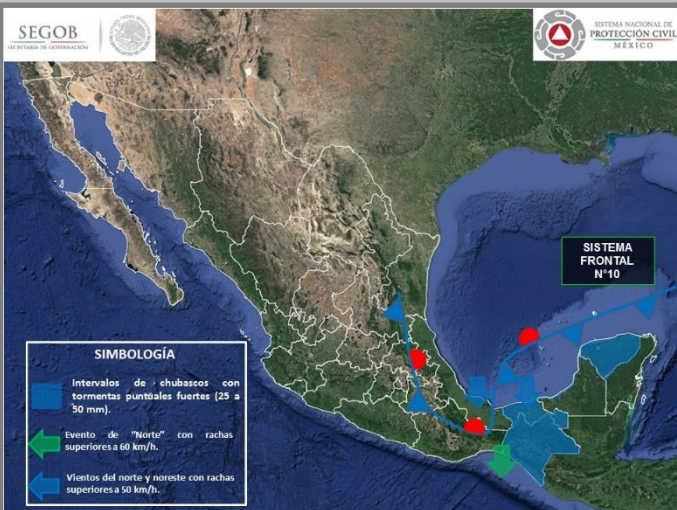 SEGOB
SECRETARÍA DE GOBERNACIÓN
SISTEMA NACIONAL DE
PROTECCIÓN CIVIL
MÉXICO
SISTEMA
FRONTAL
N°10
SIMBOLOGÍA
Intervalos de chubascos con
tormentas puntuales fuertes (25 a
50 mm).
Evento de "Norte" con rachas
superiores a 60 km/h.
Vientos del norte y noreste con rachas
superiores a 50 km/h.